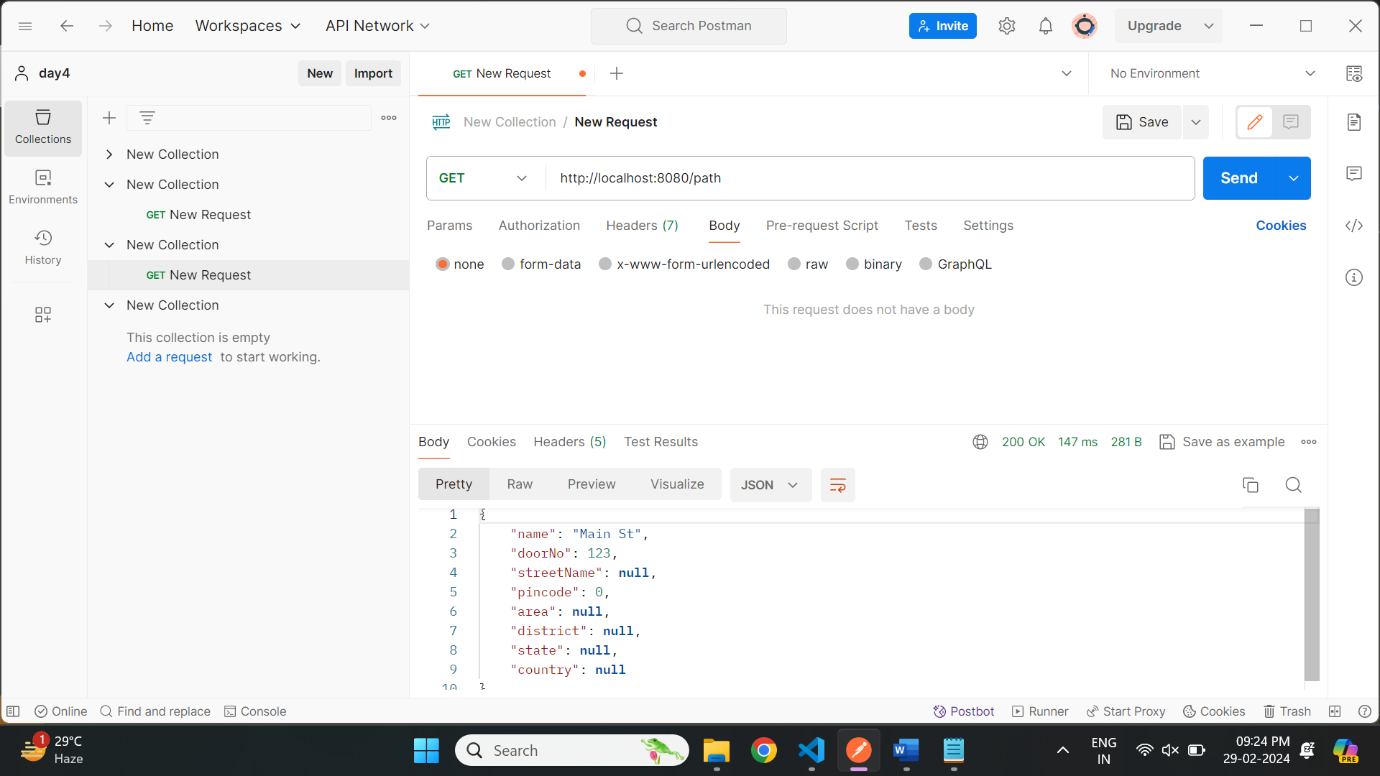 Home Workspaces API Network Search Postman Invite Upgrade
day4 New Import GET New Request No Environment
Collections
Environments
History
New Collection
New Collection
GET New Request
New Collection
GET New Request
New Collection
This collection is empty
Add a request to start working.
HTTP New Collection / New Request Save
GET http://localhost:8080/path Send
Params Authorization Headers (7) Body Pre-request Script Tests Settings Cookies
none form-data x-www-form-urlencoded raw binary GraphQL
This request does not have a body
Body Cookies Headers (5) Test Results 200 OK 147 ms 281 B Save as example
Pretty Raw Preview Visualize JSON
1 {
2 "name": "Main St",
3 "doorNo": 123,
4 "streetName": null,
5 "pincode": 0,
6 "area": null,
7 "district": null,
8 "state": null,
9 "country": null
10 }
Online Find and replace Console Postbot Runner Start Proxy Cookies Trash
1 29°C
Haze
Search
ENG
IN
09:24 PM
29-02-2024
PRE